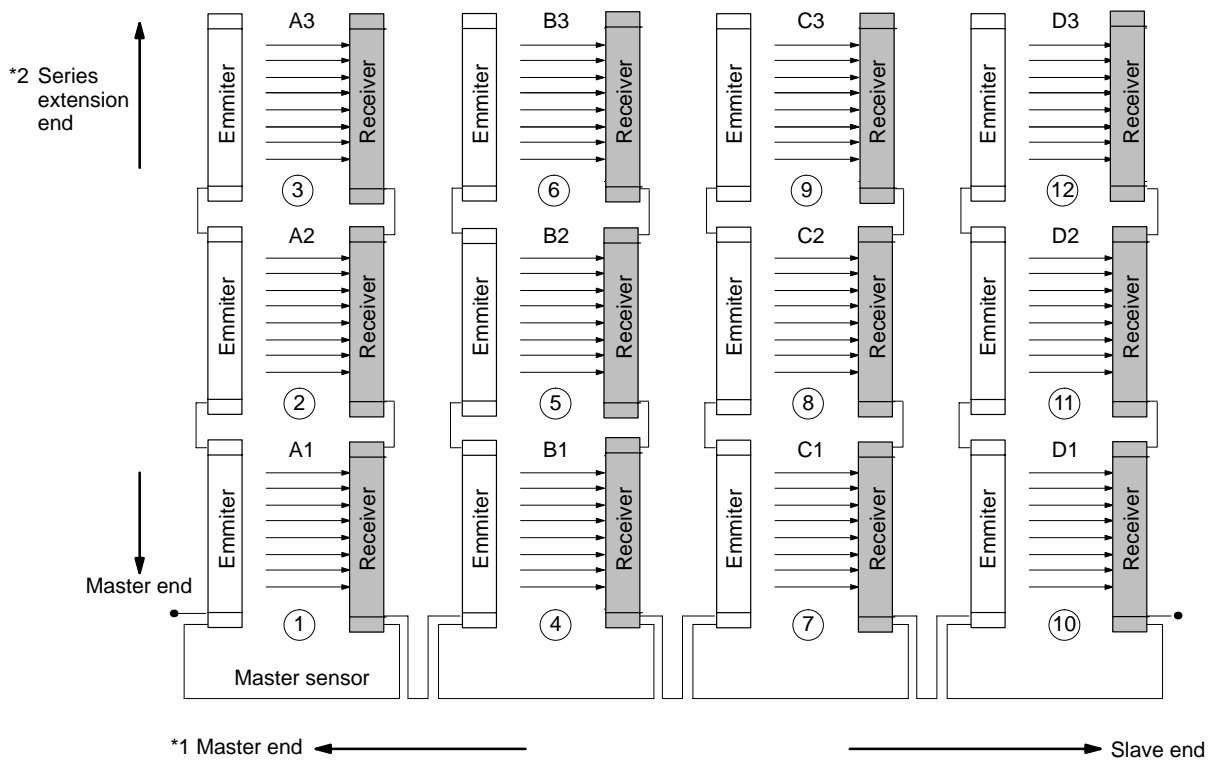 A3 B3 C3 D3
*2 Series
extension
end
Emmiter Receiver Emmiter Receiver Emmiter Receiver Emmiter Receiver
3 6 9 12
A2 B2 C2 D2
Emmiter Receiver Emmiter Receiver Emmiter Receiver Emmiter Receiver
2 5 8 11
A1 B1 C1 D1
Emmiter Receiver Emmiter Receiver Emmiter Receiver Emmiter Receiver
Master end
1 4 7 10
Master sensor
*1 Master end Slave end